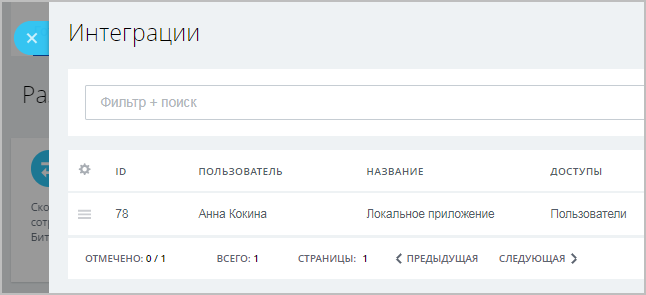 Интеграции
Ра
Фильтр + поиск
ID ПОЛЬЗОВАТЕЛЬ НАЗВАНИЕ ДОСТУПЫ
78 Анна Кокина Локальное приложение Пользователи
Ско
сотр
Бит
ОТМЕЧЕНО: 0 / 1 ВСЕГО: 1 СТРАНИЦЫ: 1 ПРЕДЫДУЩАЯ СЛЕДУЮЩАЯ